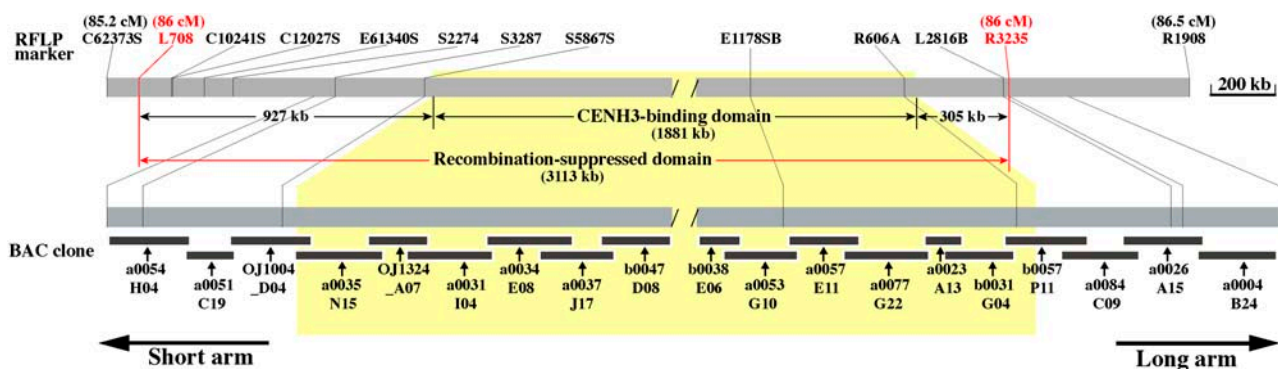 (85.2 cM) (86 cM) (86 cM) (86.5 cM)
RFLP marker
C62373S L708 C10241S C12027S E61340S S2274 S3287 S5867S E1178SB R606A L2816B R3235 R1908
200 kb
927 kb CENH3-binding domain 305 kb
(1881 kb)
Recombination-suppressed domain
(3113 kb)
BAC clone
a0054 H04
a0051 C19
OJ1004 _D04
a0035 N15
OJ1324 _A07
a0031 I04
a0034 E08
a0037 J17
b0047 D08
b0038 E06
a0053 G10
a0057 E11
a0077 G22
a0023 A13
b0031 G04
b0057 P11
a0084 C09
a0026 A15
a0004 B24
Short arm Long arm